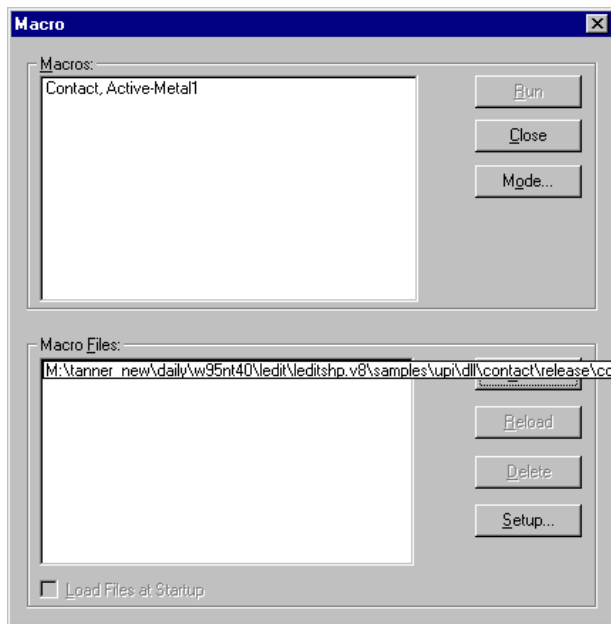 Macro
Macros:
Contact, Active-Metal1
Run
Close
Mode...
Macro Files:
M:\tanner_new\daily\w95nt40\ledit\leditshp.v8\samples\upi\dll\contact\release\co
Reload
Delete
Setup...
Load Files at Startup